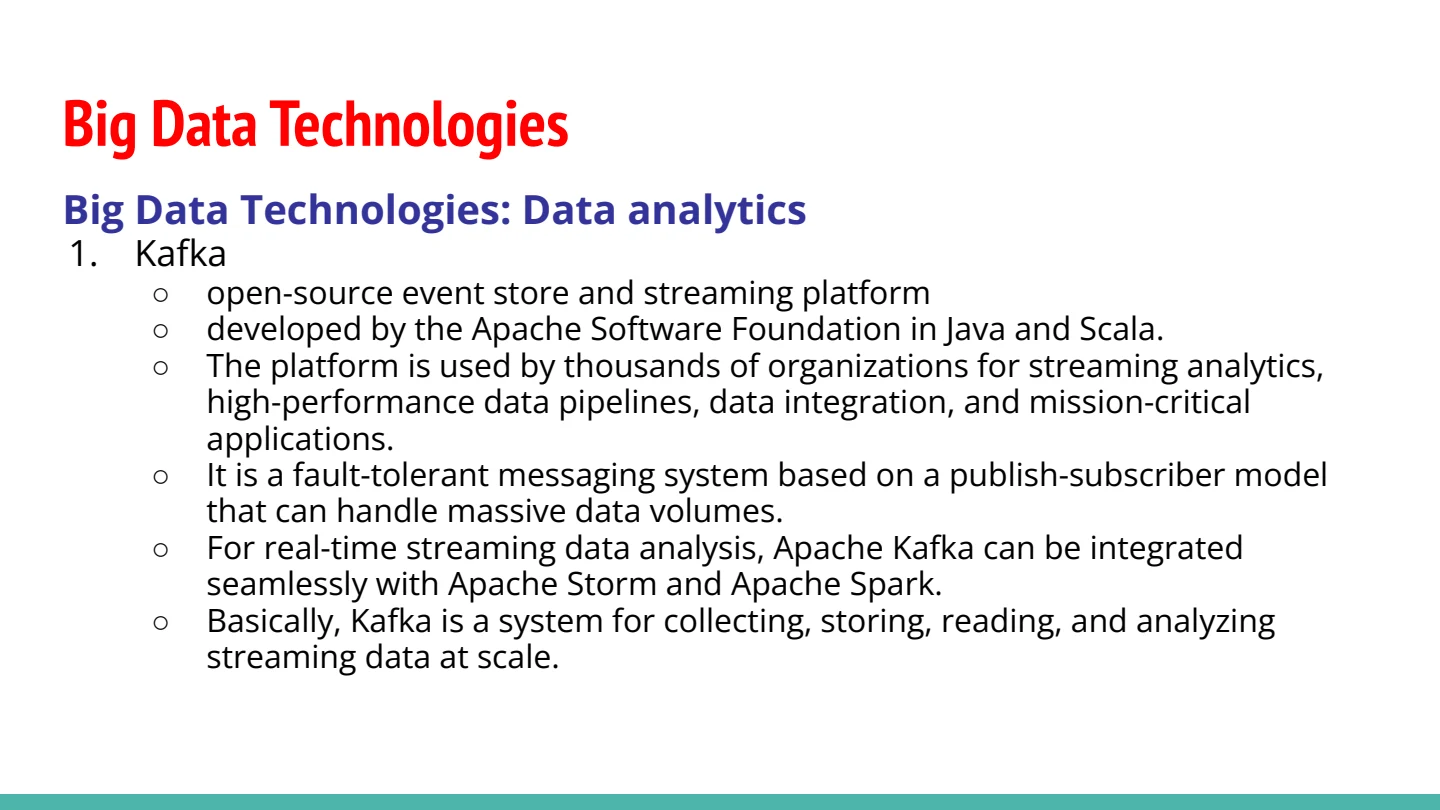 Big Data Technologies
Big Data Technologies: Data analytics
1. Kafka
○ open-source event store and streaming platform
○ developed by the Apache Software Foundation in Java and Scala.
○ The platform is used by thousands of organizations for streaming analytics,
high-performance data pipelines, data integration, and mission-critical
applications.
○ It is a fault-tolerant messaging system based on a publish-subscriber model
that can handle massive data volumes.
○ For real-time streaming data analysis, Apache Kafka can be integrated
seamlessly with Apache Storm and Apache Spark.
○ Basically, Kafka is a system for collecting, storing, reading, and analyzing
streaming data at scale.